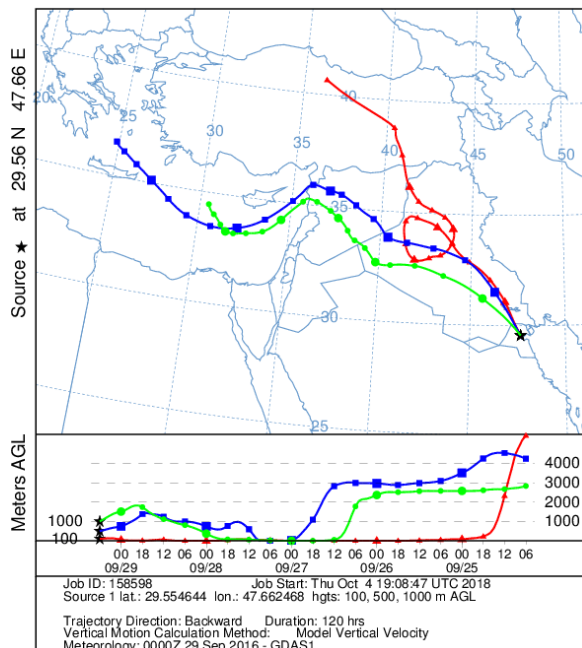 Source ★ at 29.56 N 47.66 E
20
25
30
35
40
45
50
40
35
30
25
Meters AGL
4000
3000
2000
1000
1000
100
00 18 12 06 00 18 12 06 00 18 12 06 00 18 12 06 00 18 12 06
09/29 09/28 09/27 09/26 09/25
Job ID: 158598 Job Start: Thu Oct 4 19:08:47 UTC 2018
Source 1 lat.: 29.554644 lon.: 47.662468 hgts: 100, 500, 1000 m AGL
Trajectory Direction: Backward Duration: 120 hrs
Vertical Motion Calculation Method: Model Vertical Velocity
Meteorology: 0000Z 29 Sep 2016 - GDAS1